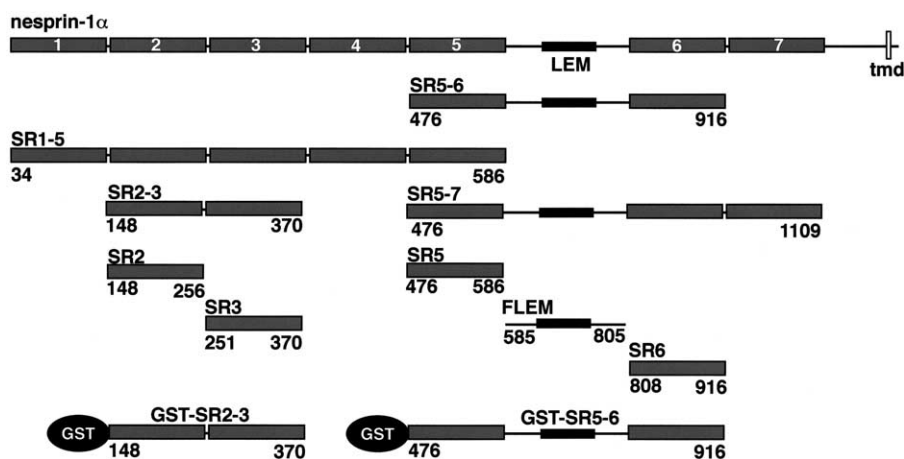 nesprin-1α
1 2 3 4 5 6 7
LEM
tmd
SR5-6
476 916
SR1-5
34 586
SR2-3
148 370
SR5-7
476 1109
SR2
148 256
SR5
476 586
SR3
251 370
FLEM
585 805
SR6
808 916
GST GST-SR2-3
148 370
GST GST-SR5-6
476 916